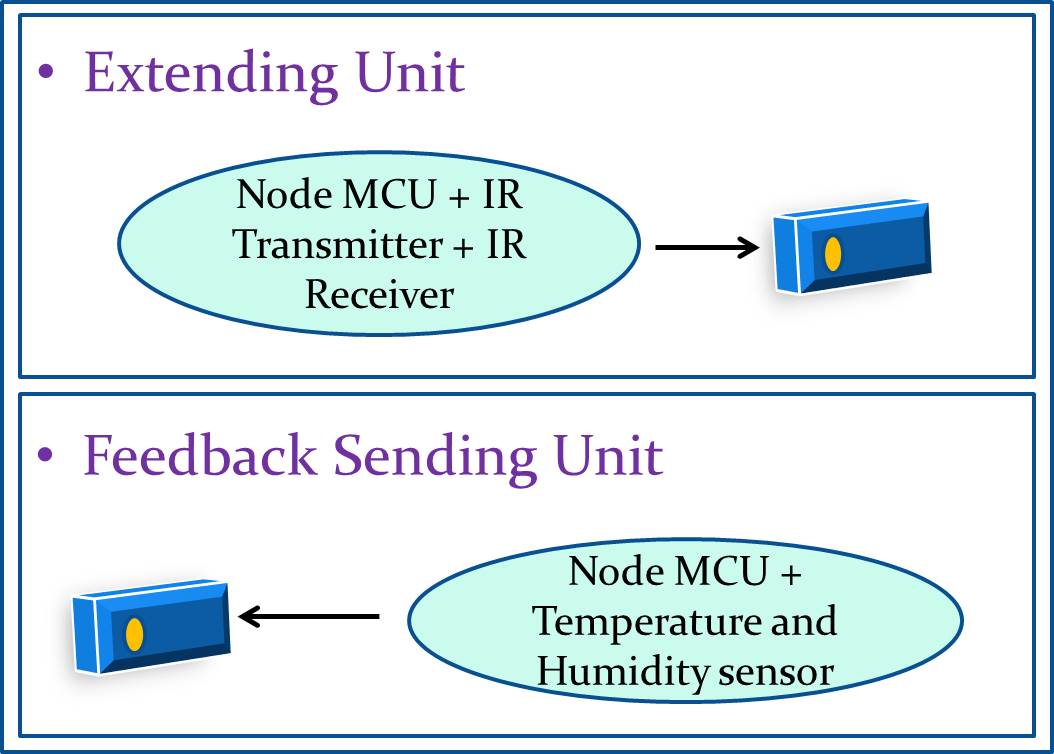 • Extending Unit
Node MCU + IR
Transmitter + IR
Receiver
• Feedback Sending Unit
Node MCU +
Temperature and
Humidity sensor